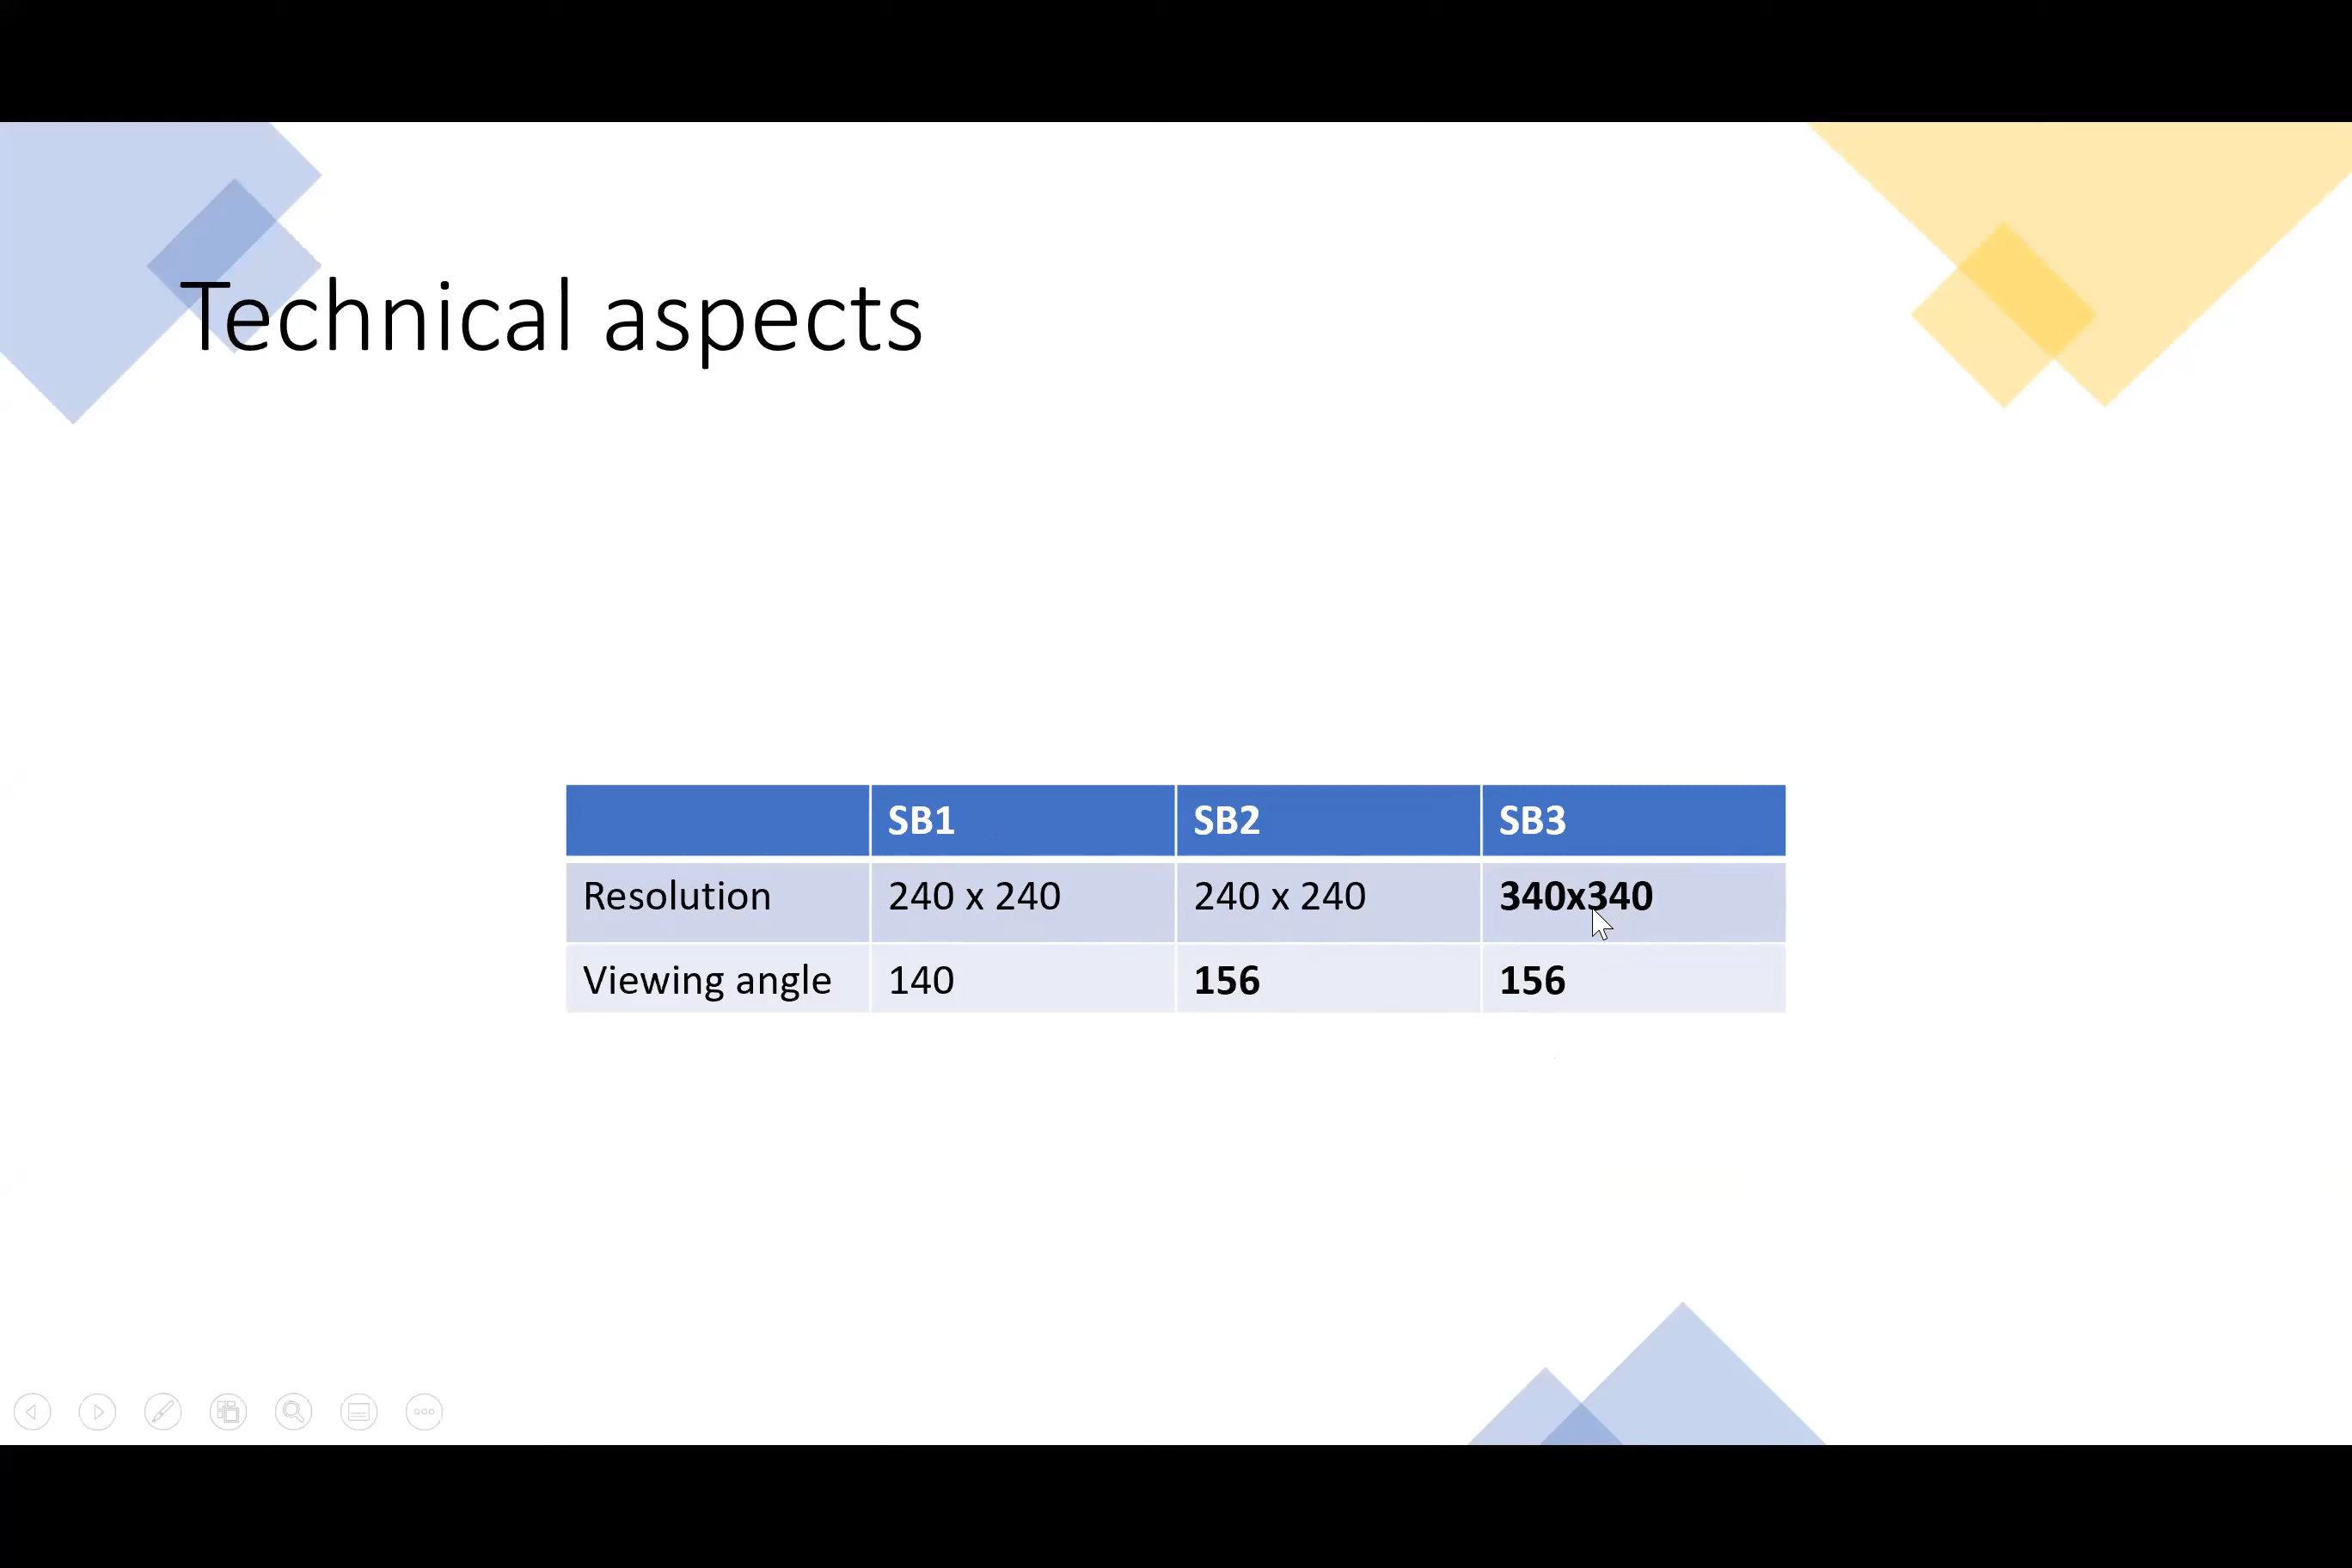 Technical aspects
SB1 SB2 SB3
Resolution 240 x 240 240 x 240 340x340
Viewing angle 140 156 156